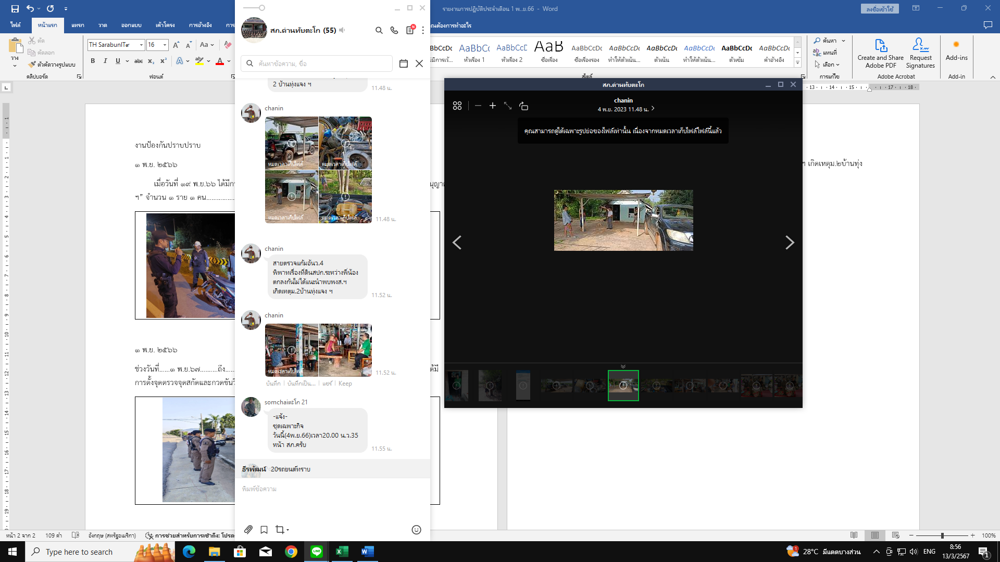 รายงานการปฏิบัติประจำเดือน 1 พ..ย.66 - Word
ลงชื่อเข้าใช้
ไฟล์
หน้าแรก
แทรก
วาด
ออกแบบ
เค้าโครง
การอ้างอิง
ณต้องการทำอะไร
วาง
ตัด
คัดลอก
ตัวคัดวางรูปแบบ
คลิปบอร์ด
TH SarabunIT๙
16
Aa
B I U abc x₂ x²
ฟอนต์
AaBbCcDc
หัวเรื่อง 1
หัวเรื่อง 2
ชื่อเรื่อง
ชื่อเรื่องรอง
ทำให้ตัวเน้น...
ตัวเน้น
ทำให้ตัวเน้น...
ตัวเข้ม
คำอ้างอิง
สไตล์
ค้นหา
แทนที่
เลือก
การแก้ไข
Create and Share
Adobe PDF
Request
Signatures
Adobe Acrobat
Add-ins
Add-in
สภ.ด่านทับตะโก (55)
ค้นหาข้อความ, ชื่อ
2 บ้านทุ่งแจง ฯ
11.48 น.
chanin
หมดเวลาเก็บไฟล์
หมดเวลาเก็บไฟล์
หมดเวลาเก็บไฟล์
หมดเวลาเก็บไฟล์
11.48 น.
chanin
สายตรวจแก้มอ้นว.4
พิพาทเรื่องที่ดินสปก.ระหว่างพี่น้อง
ตกลงกันไม่ได้แนะนำพบพงส.ฯ
เกิดเหตุม.2บ้านทุ่งแจง ฯ
11.52 น.
chanin
หมดเวลาเก็บไฟล์
11.52 น.
บันทึก | บันทึกเป็น... | แชร์ | Keep
somchaiตะโก 21
-แจ้ง-
ชุดเฉพาะกิจ
วันนี้(4พ.ย.66)เวลา20.00 น.ว.35
หน้า สภ.ครับ
11.55 น.
ธีรพัฒน์ 20รถยนต์ทราบ
พิมพ์ข้อความ
สภ.ด่านทับตะโก
chanin
4 พ.ย. 2023 11.48 น.
คุณสามารถดูได้เฉพาะรูปย่อของไฟล์เท่านั้น เนื่องจากหมดเวลาเก็บไฟล์ไฟล์นี้แล้ว
งานป้องกันปราบปราบ
๑ พ.ย. ๒๕๖๖
เมื่อวันที่ ๑๙ พ.ย.๖๖ ได้มีก
ฯ” จำนวน ๑ ราย ๑ คน
ฯ เกิดเหตุม.๒บ้านทุ่ง
๑ พ.ย. ๒๕๖๖
ช่วงวันที่......๑ พ.ย.๖๗..........ถึง......
การตั้งจุดตรวจจุดสกัดและกวดขันวิ
หน้า 2 จาก 2
109 คำ
อังกฤษ (สหรัฐอเมริกา)
การช่วยสำหรับการเข้าถึง: โปรด
100%
Type here to search
28°C มีแดดบางส่วน
ENG
8:56
13/3/2567